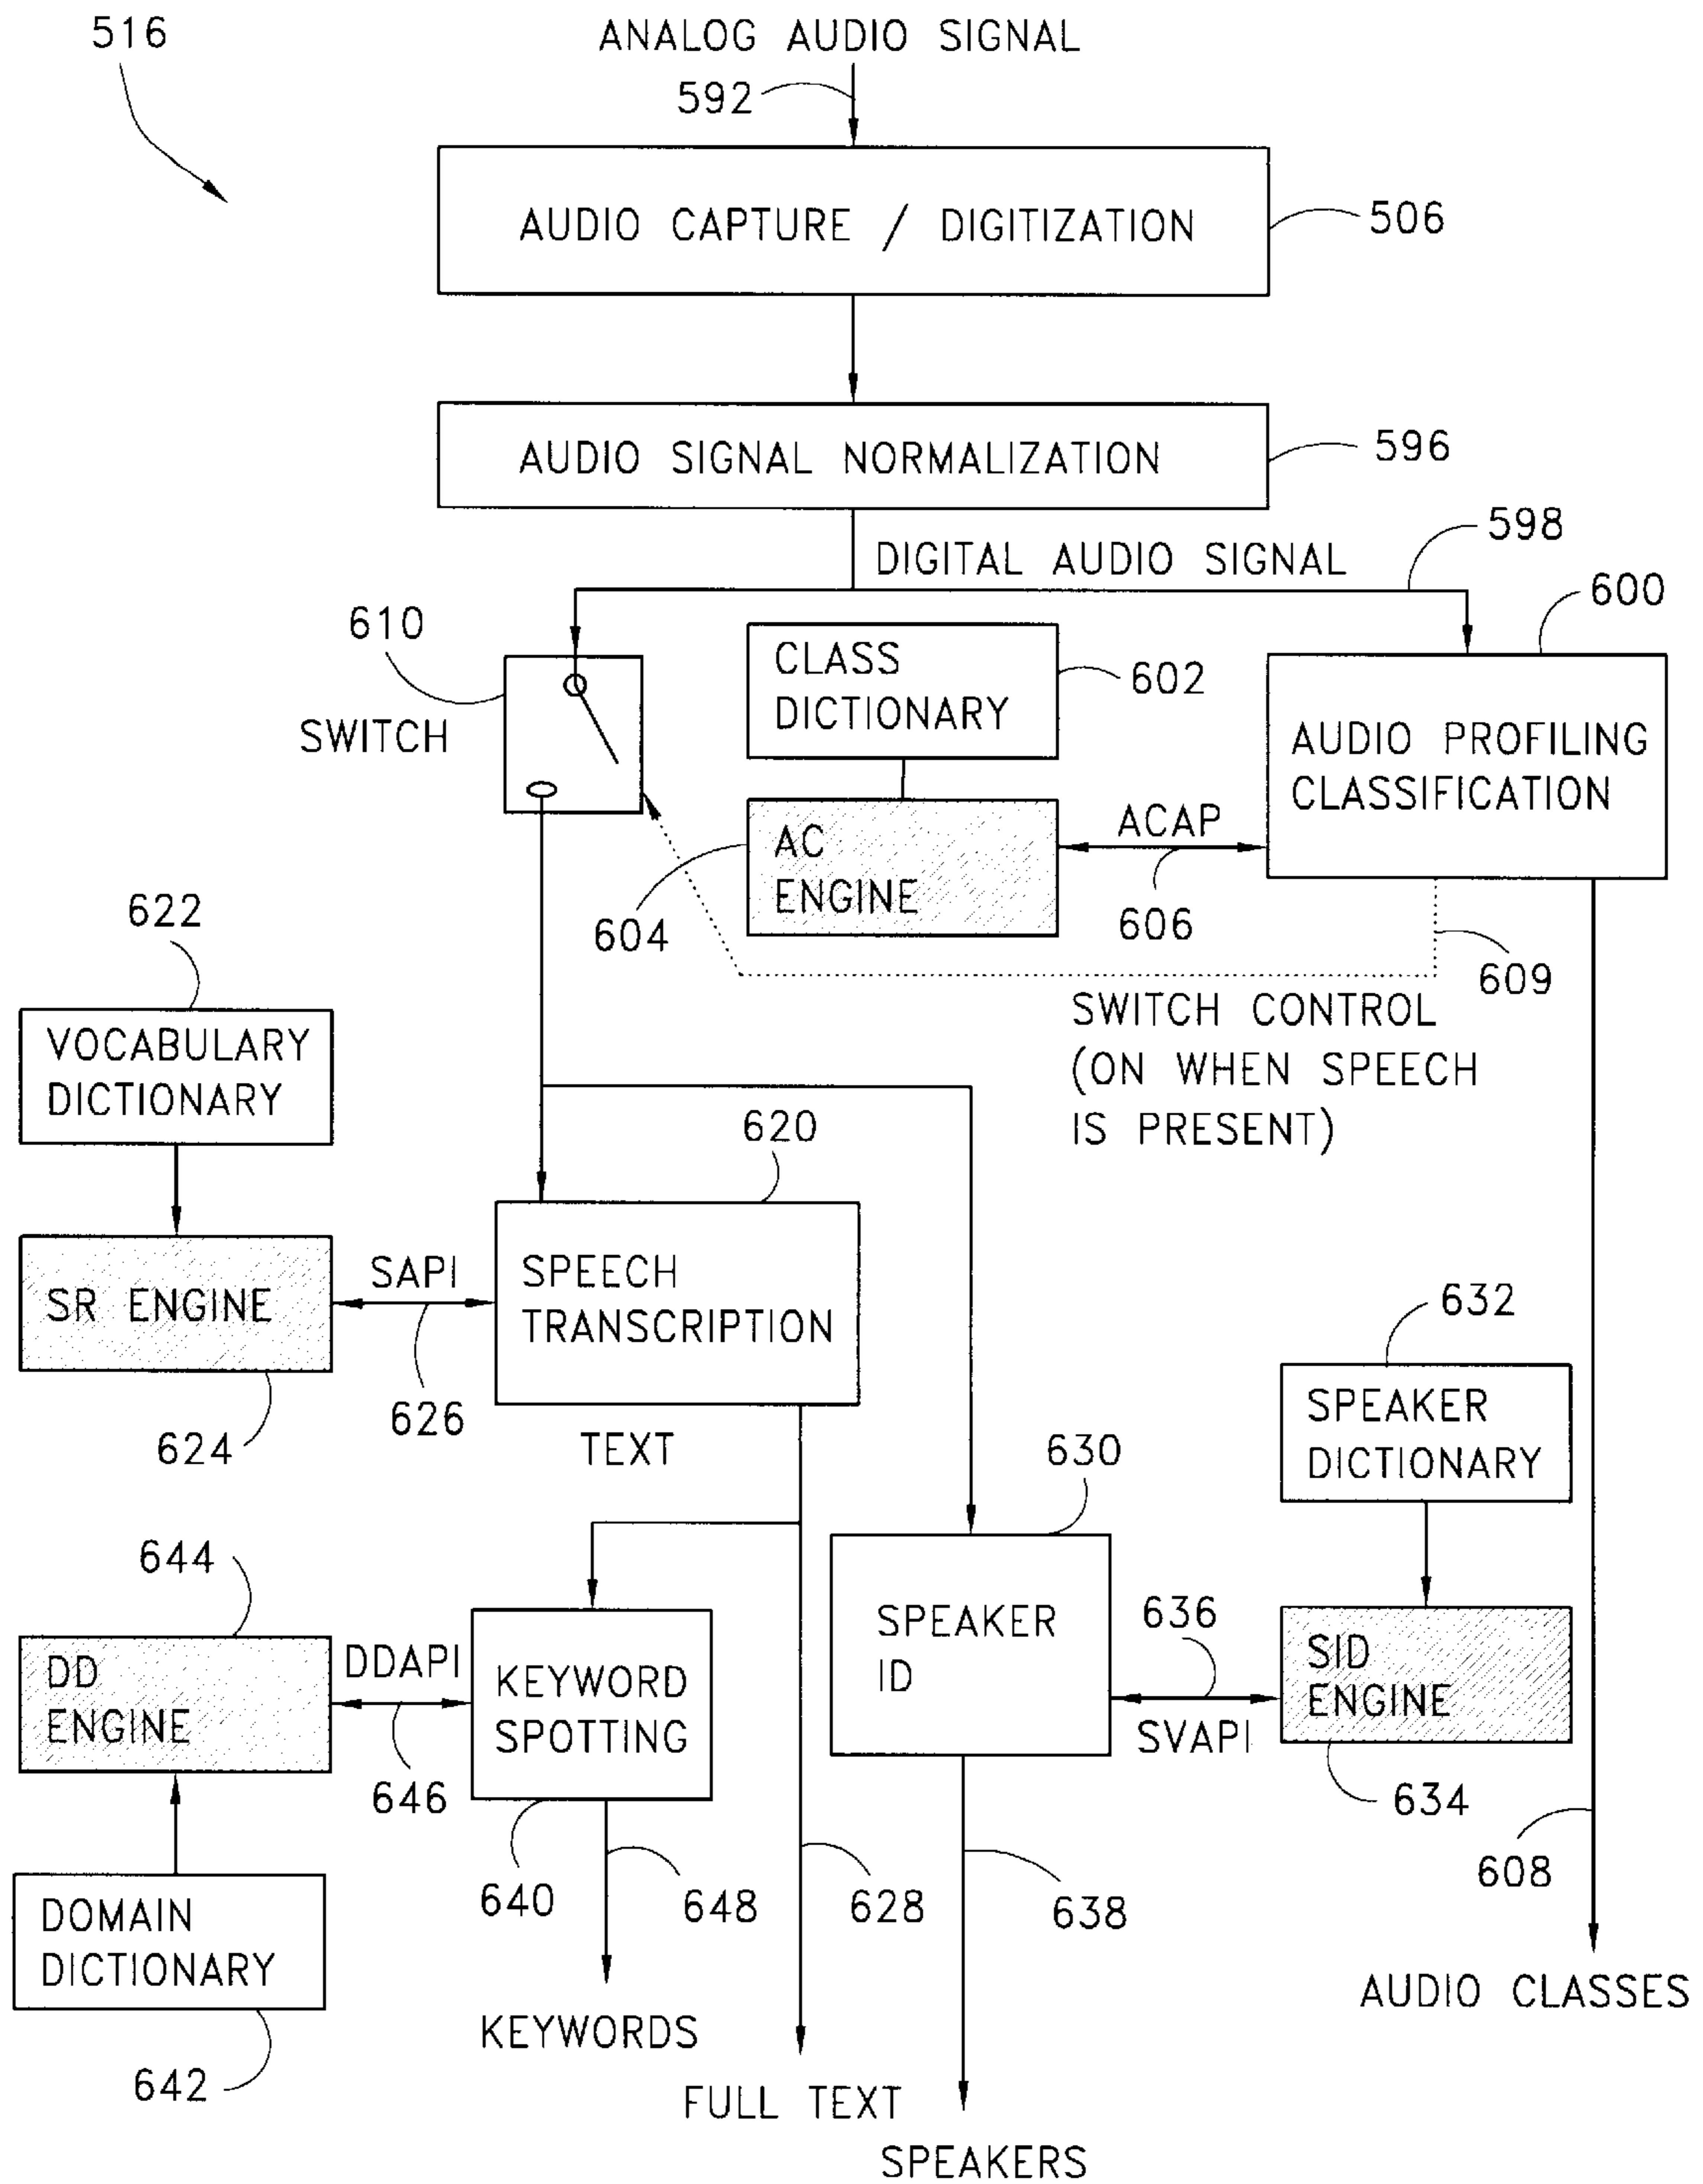 516
ANALOG AUDIO SIGNAL
592
AUDIO CAPTURE / DIGITIZATION
506
AUDIO SIGNAL NORMALIZATION
596
598
DIGITAL AUDIO SIGNAL
600
610
SWITCH
CLASS
DICTIONARY
602
AUDIO PROFILING
CLASSIFICATION
AC
ENGINE
604
ACAP
606
609
SWITCH CONTROL
(ON WHEN SPEECH
IS PRESENT)
622
VOCABULARY
DICTIONARY
620
SR ENGINE
624
SAPI
626
SPEECH
TRANSCRIPTION
TEXT
632
SPEAKER
DICTIONARY
630
644
DD
ENGINE
DDAPI
646
KEYWORD
SPOTTING
SPEAKER
ID
636
SVAPI
SID
ENGINE
634
608
640
648
628
638
DOMAIN
DICTIONARY
642
KEYWORDS
FULL TEXT
SPEAKERS
AUDIO CLASSES